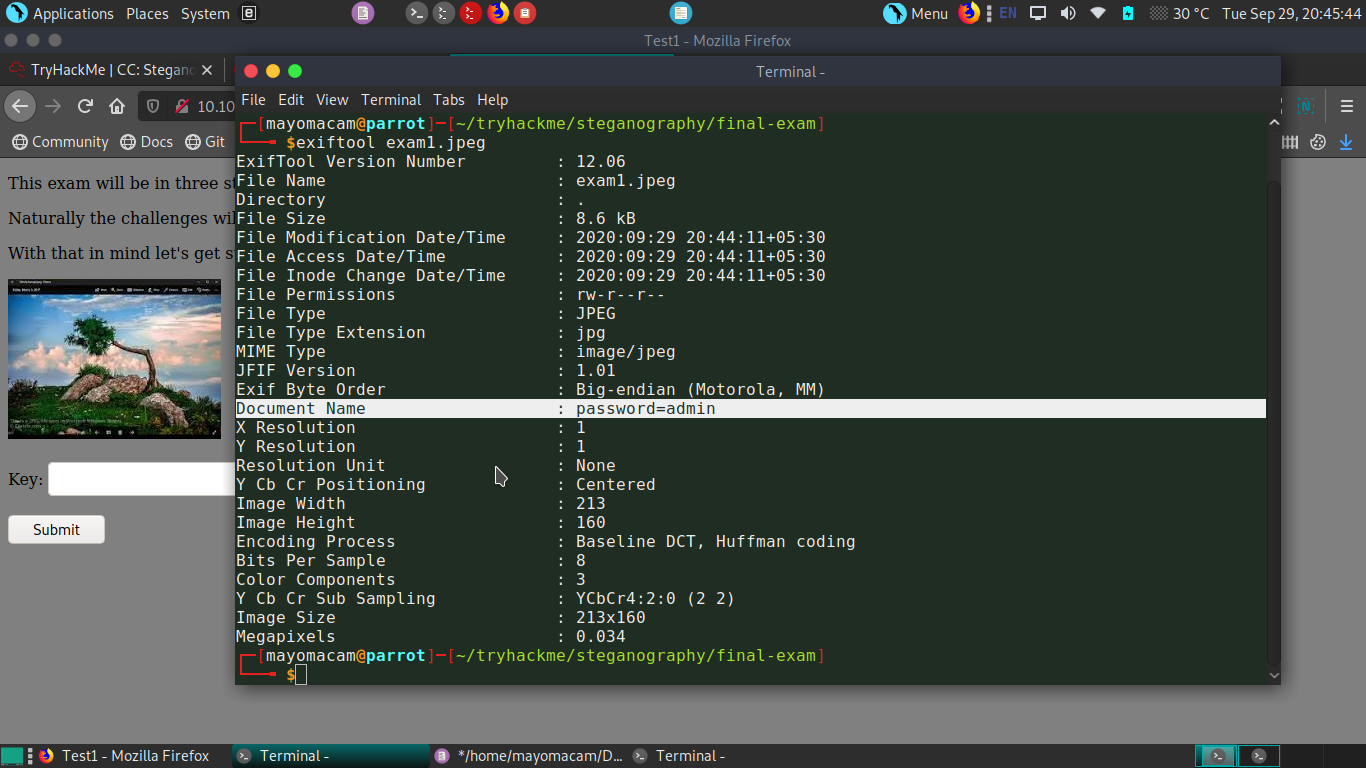 Applications Places System
Menu EN 30 °C Tue Sep 29, 20:45:44
Test1 - Mozilla Firefox
TryHackMe | CC: Stegano
10.10
Community Docs Git
This exam will be in three st
Naturally the challenges wil
With that in mind let's get s
Key:
Submit
Terminal -
File Edit View Terminal Tabs Help
┌─[mayomacam@parrot]─[~/tryhackme/steganography/final-exam]
└──╼ $exiftool exam1.jpeg
ExifTool Version Number : 12.06
File Name : exam1.jpeg
Directory : .
File Size : 8.6 kB
File Modification Date/Time : 2020:09:29 20:44:11+05:30
File Access Date/Time : 2020:09:29 20:44:11+05:30
File Inode Change Date/Time : 2020:09:29 20:44:11+05:30
File Permissions : rw-r--r--
File Type : JPEG
File Type Extension : jpg
MIME Type : image/jpeg
JFIF Version : 1.01
Exif Byte Order : Big-endian (Motorola, MM)
Document Name : password=admin
X Resolution : 1
Y Resolution : 1
Resolution Unit : None
Y Cb Cr Positioning : Centered
Image Width : 213
Image Height : 160
Encoding Process : Baseline DCT, Huffman coding
Bits Per Sample : 8
Color Components : 3
Y Cb Cr Sub Sampling : YCbCr4:2:0 (2 2)
Image Size : 213x160
Megapixels : 0.034
┌─[mayomacam@parrot]─[~/tryhackme/steganography/final-exam]
└──╼ $
Test1 - Mozilla Firefox Terminal - */home/mayomacam/D... Terminal -